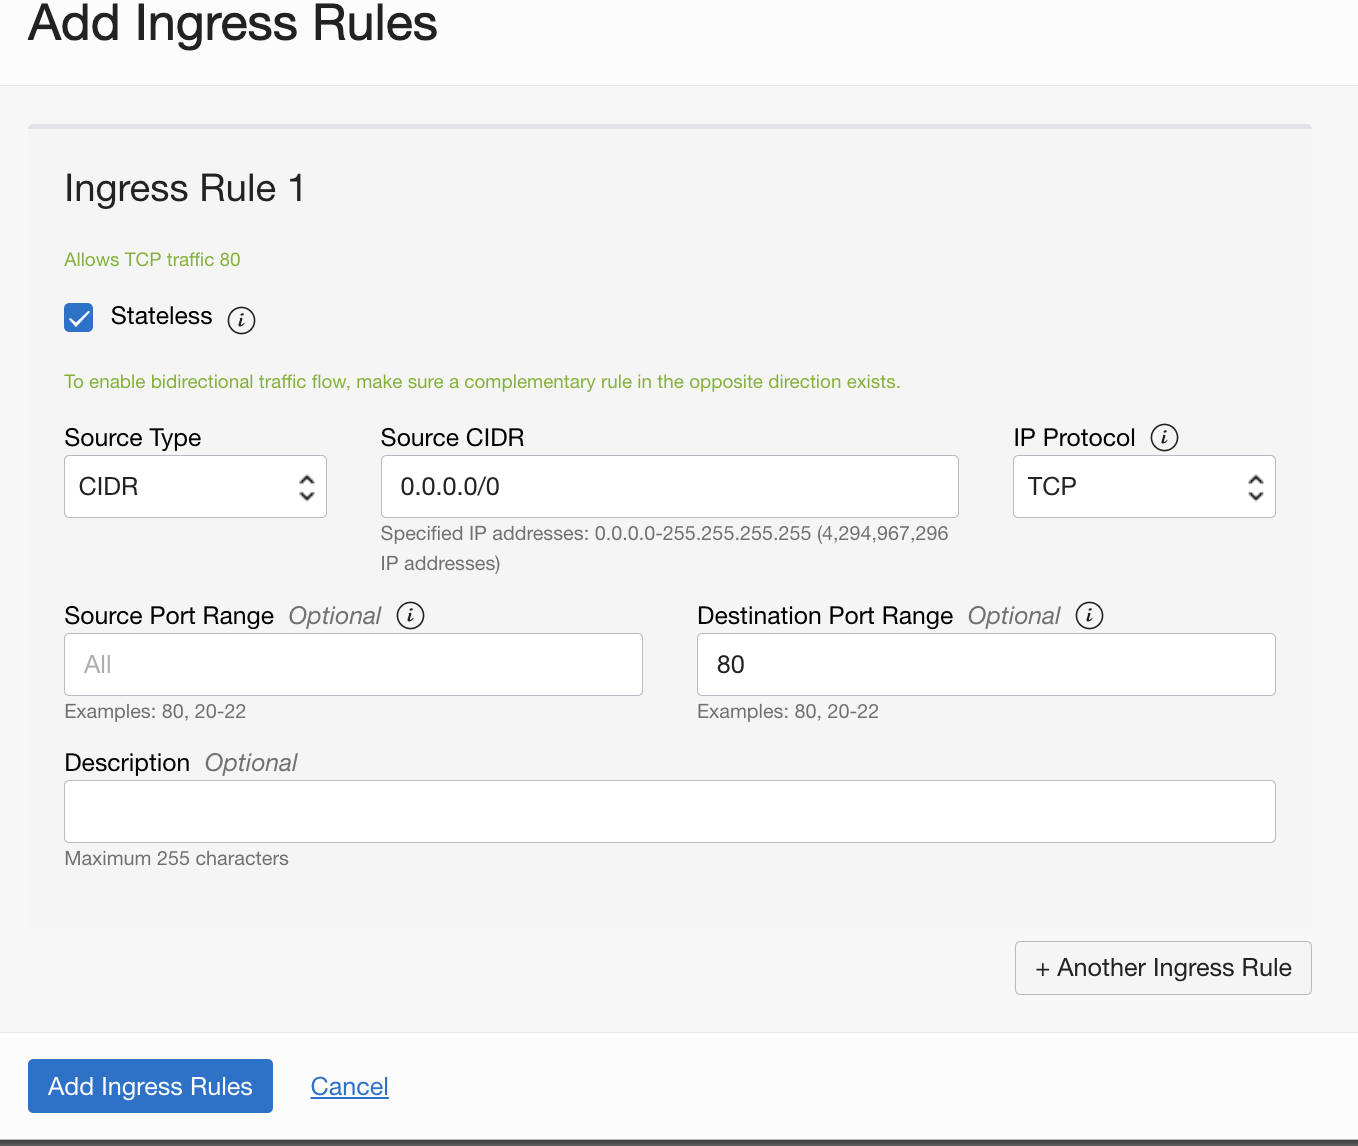 Add Ingress Rules
Ingress Rule 1
Allows TCP traffic 80
Stateless
To enable bidirectional traffic flow, make sure a complementary rule in the opposite direction exists.
Source Type
Source CIDR
IP Protocol
CIDR
0.0.0.0/0
TCP
Specified IP addresses: 0.0.0.0-255.255.255.255 (4,294,967,296
IP addresses)
Source Port Range Optional
Destination Port Range Optional
All
80
Examples: 80, 20-22
Examples: 80, 20-22
Description Optional
Maximum 255 characters
+ Another Ingress Rule
Add Ingress Rules
Cancel